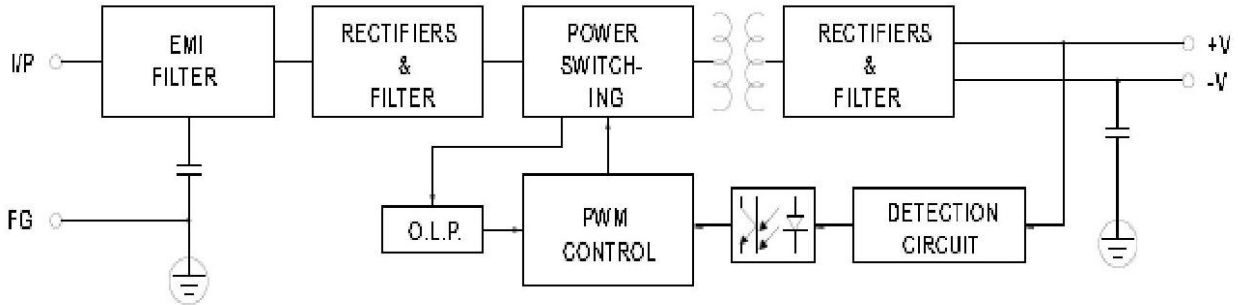 I/P
EMI
FILTER
RECTIFIERS
&
FILTER
POWER
SWITCH-
ING
RECTIFIERS
&
FILTER
+V
-V
FG
O.L.P.
PWM
CONTROL
DETECTION
CIRCUIT